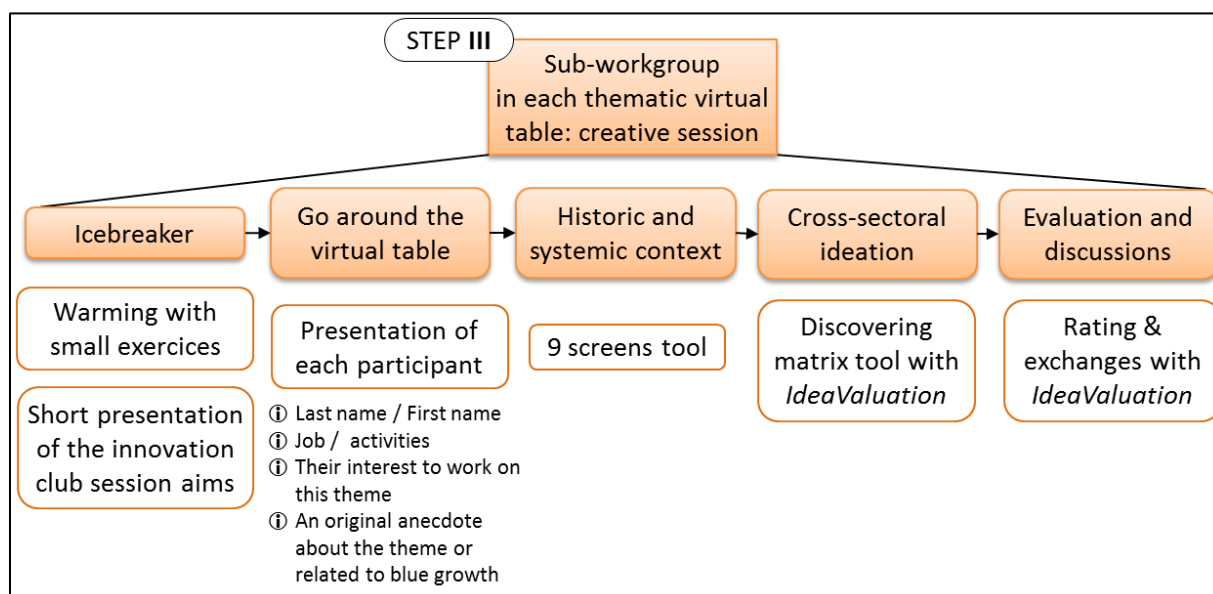 STEP III
Sub-workgroup
in each thematic virtual
table: creative session
Icebreaker
Go around the
virtual table
Historic and
systemic context
Cross-sectoral
ideation
Evaluation and
discussions
Warming with
small exercices
Short presentation
of the innovation
club session aims
Presentation of
each participant
ⓘ Last name / First name
ⓘ Job / activities
ⓘ Their interest to work on
this theme
ⓘ An original anecdote
about the theme or
related to blue growth
9 screens tool
Discovering
matrix tool with
IdeaValuation
Rating &
exchanges with
IdeaValuation